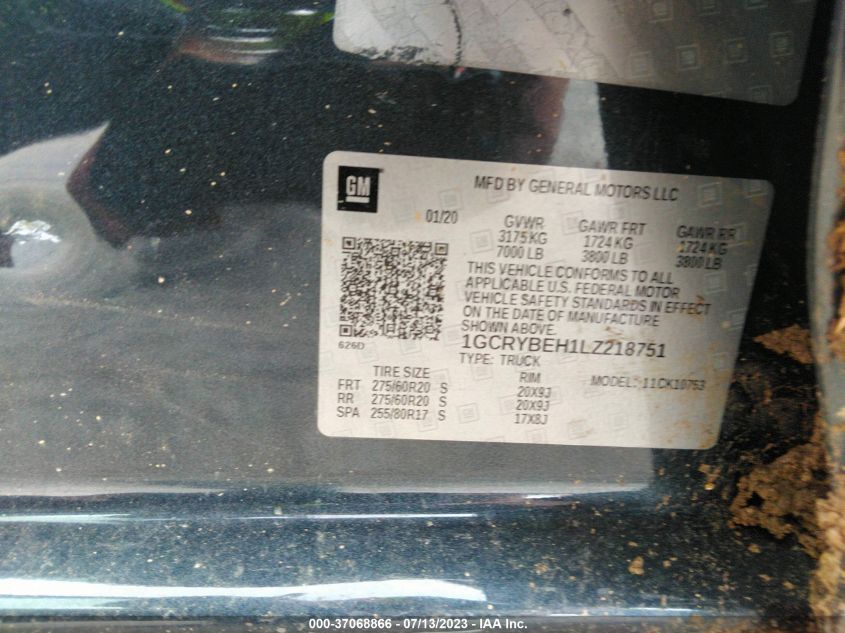 GM
MFD BY GENERAL MOTORS LLC
01/20
GVWR GAWR FRT GAWR RR
3175 KG 1724 KG 1724 KG
7000 LB 3800 LB 3800 LB
THIS VEHICLE CONFORMS TO ALL
APPLICABLE U.S. FEDERAL MOTOR
VEHICLE SAFETY STANDARDS IN EFFECT
ON THE DATE OF MANUFACTURE
SHOWN ABOVE.
626D
1GCRYBEH1LZ218751
TYPE: TRUCK
TIRE SIZE RIM MODEL: 11CK10753
FRT 275/60R20 S 20X9J
RR 275/60R20 S 20X9J
SPA 255/80R17 S 17X8J
000-37068866 - 07/13/2023 - © IAA Inc.